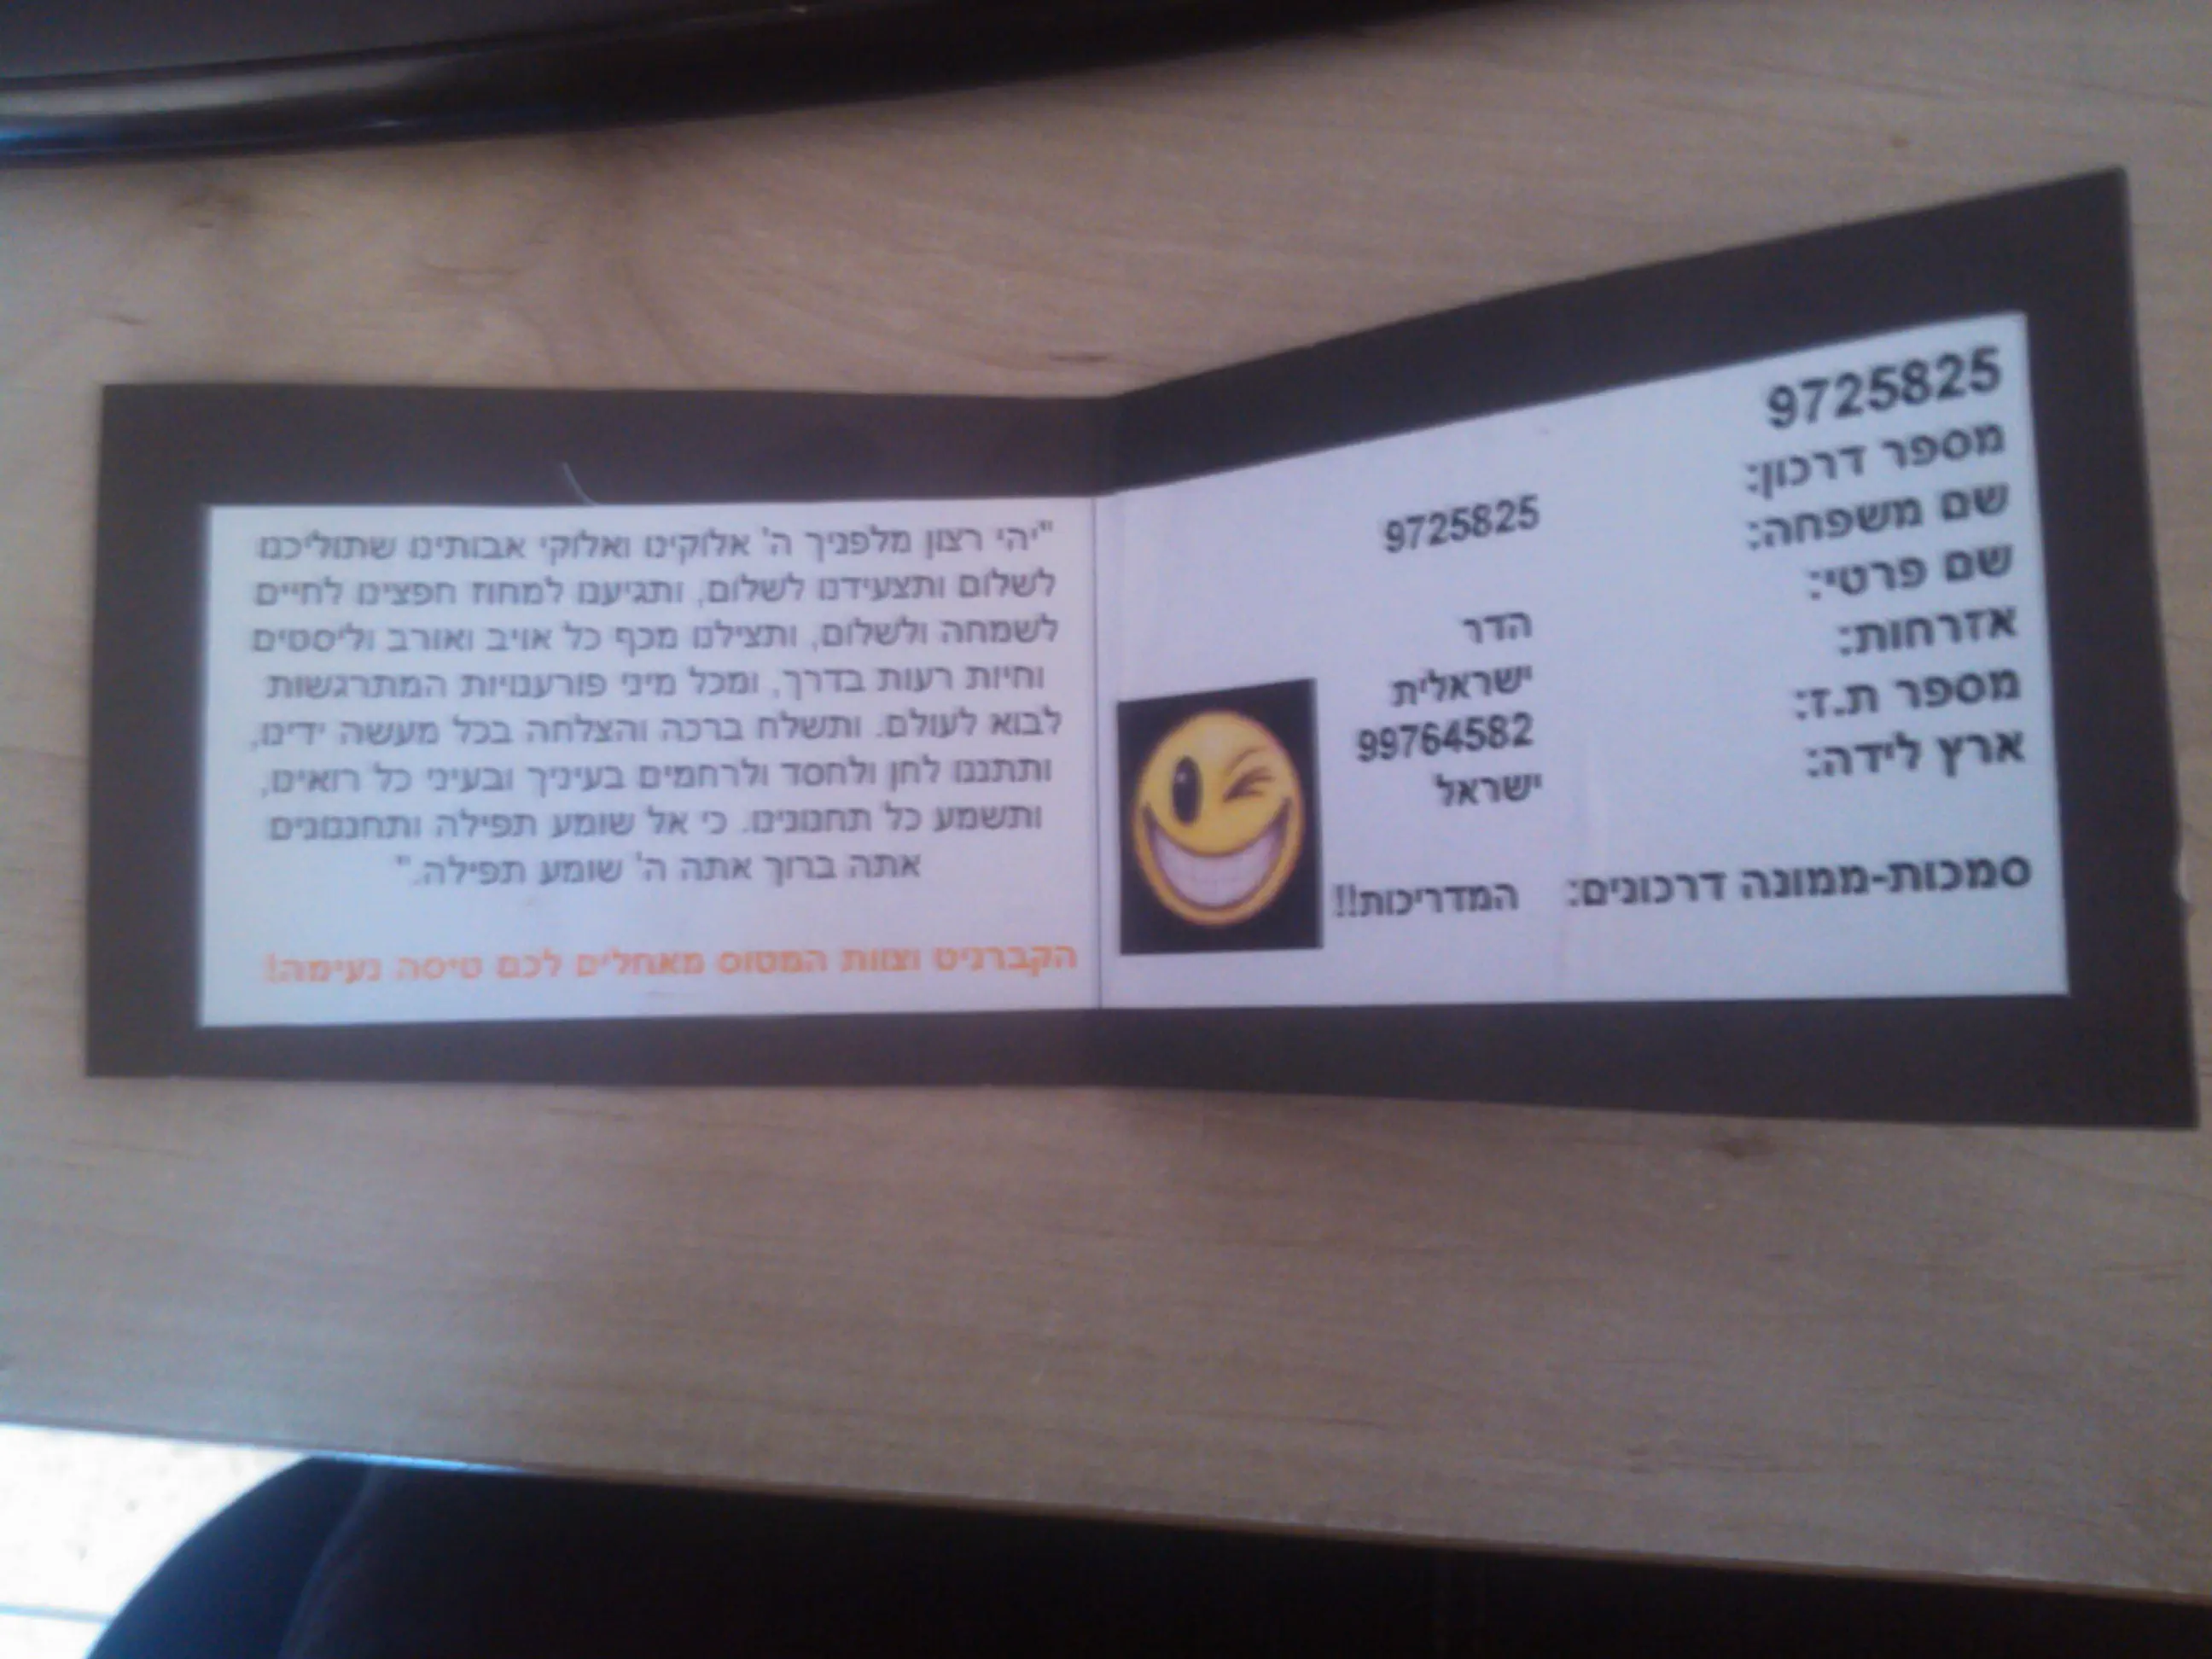 9725825
מספר דרכון: 9725825
שם משפחה:
שם פרטי: הדר
אזרחות: ישראלית
מספר ת.ז: 99764582
ארץ לידה: ישראל
סמכות-ממונה דרכונים: המדריכות!!
"יהי רצון מלפניך ה' אלוקינו ואלוקי אבותינו שתוליכנו
לשלום ותצעידנו לשלום, ותגיענו למחוז חפצינו לחיים
לשמחה ולשלום, ותצילנו מכף כל אויב ואורב וליסטים
וחיות רעות בדרך, ומכל מיני פורענויות המתרגשות
לבוא לעולם. ותשלח ברכה והצלחה בכל מעשה ידינו,
ותתננו לחן ולחסד ולרחמים בעיניך ובעיני כל רואינו,
ותשמע כל תחנונינו. כי אל שומע תפילה ותחנונים
אתה ברוך אתה ה' שומע תפילה."
הקברניט וצוות המטוס מאחלים לכם טיסה נעימה!